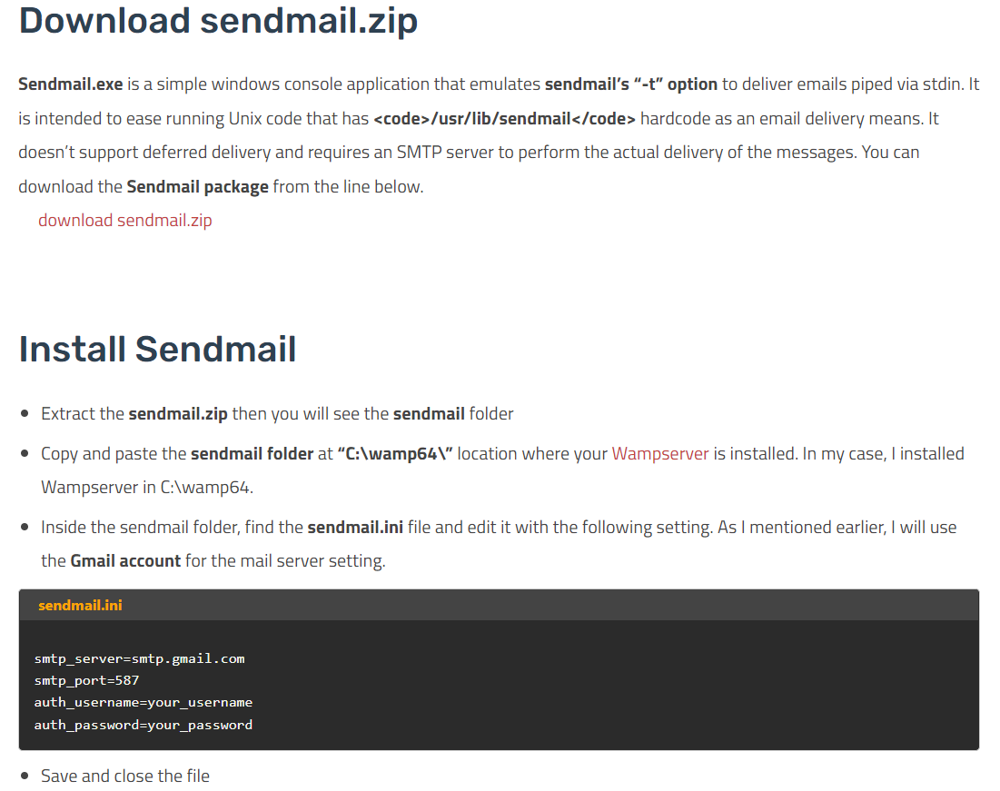 Download sendmail.zip
Sendmail.exe is a simple windows console application that emulates sendmail’s “-t” option to deliver emails piped via stdin. It
is intended to ease running Unix code that has <code>/usr/lib/sendmail</code> hardcode as an email delivery means. It
doesn’t support deferred delivery and requires an SMTP server to perform the actual delivery of the messages. You can
download the Sendmail package from the line below.
download sendmail.zip
Install Sendmail
• Extract the sendmail.zip then you will see the sendmail folder
• Copy and paste the sendmail folder at “C:\wamp64\” location where your Wampserver is installed. In my case, I installed
Wampserver in C:\wamp64.
• Inside the sendmail folder, find the sendmail.ini file and edit it with the following setting. As I mentioned earlier, I will use
the Gmail account for the mail server setting.
sendmail.ini
smtp_server=smtp.gmail.com
smtp_port=587
auth_username=your_username
auth_password=your_password
• Save and close the file